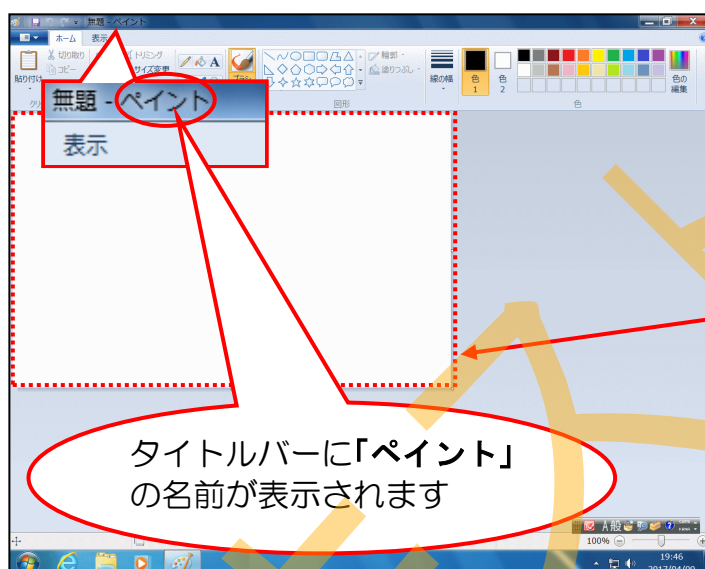 無題 - ペイント
ホーム 表示
貼り付け
切り取り
コピー
トリミング
サイズ変更
A
輪郭
塗りつぶし
図形
線の幅
色
1
色
2
色の
編集
色
無題 - ペイント
表示
タイトルバーに「ペイント」
の名前が表示されます
A 般
100%
19:46